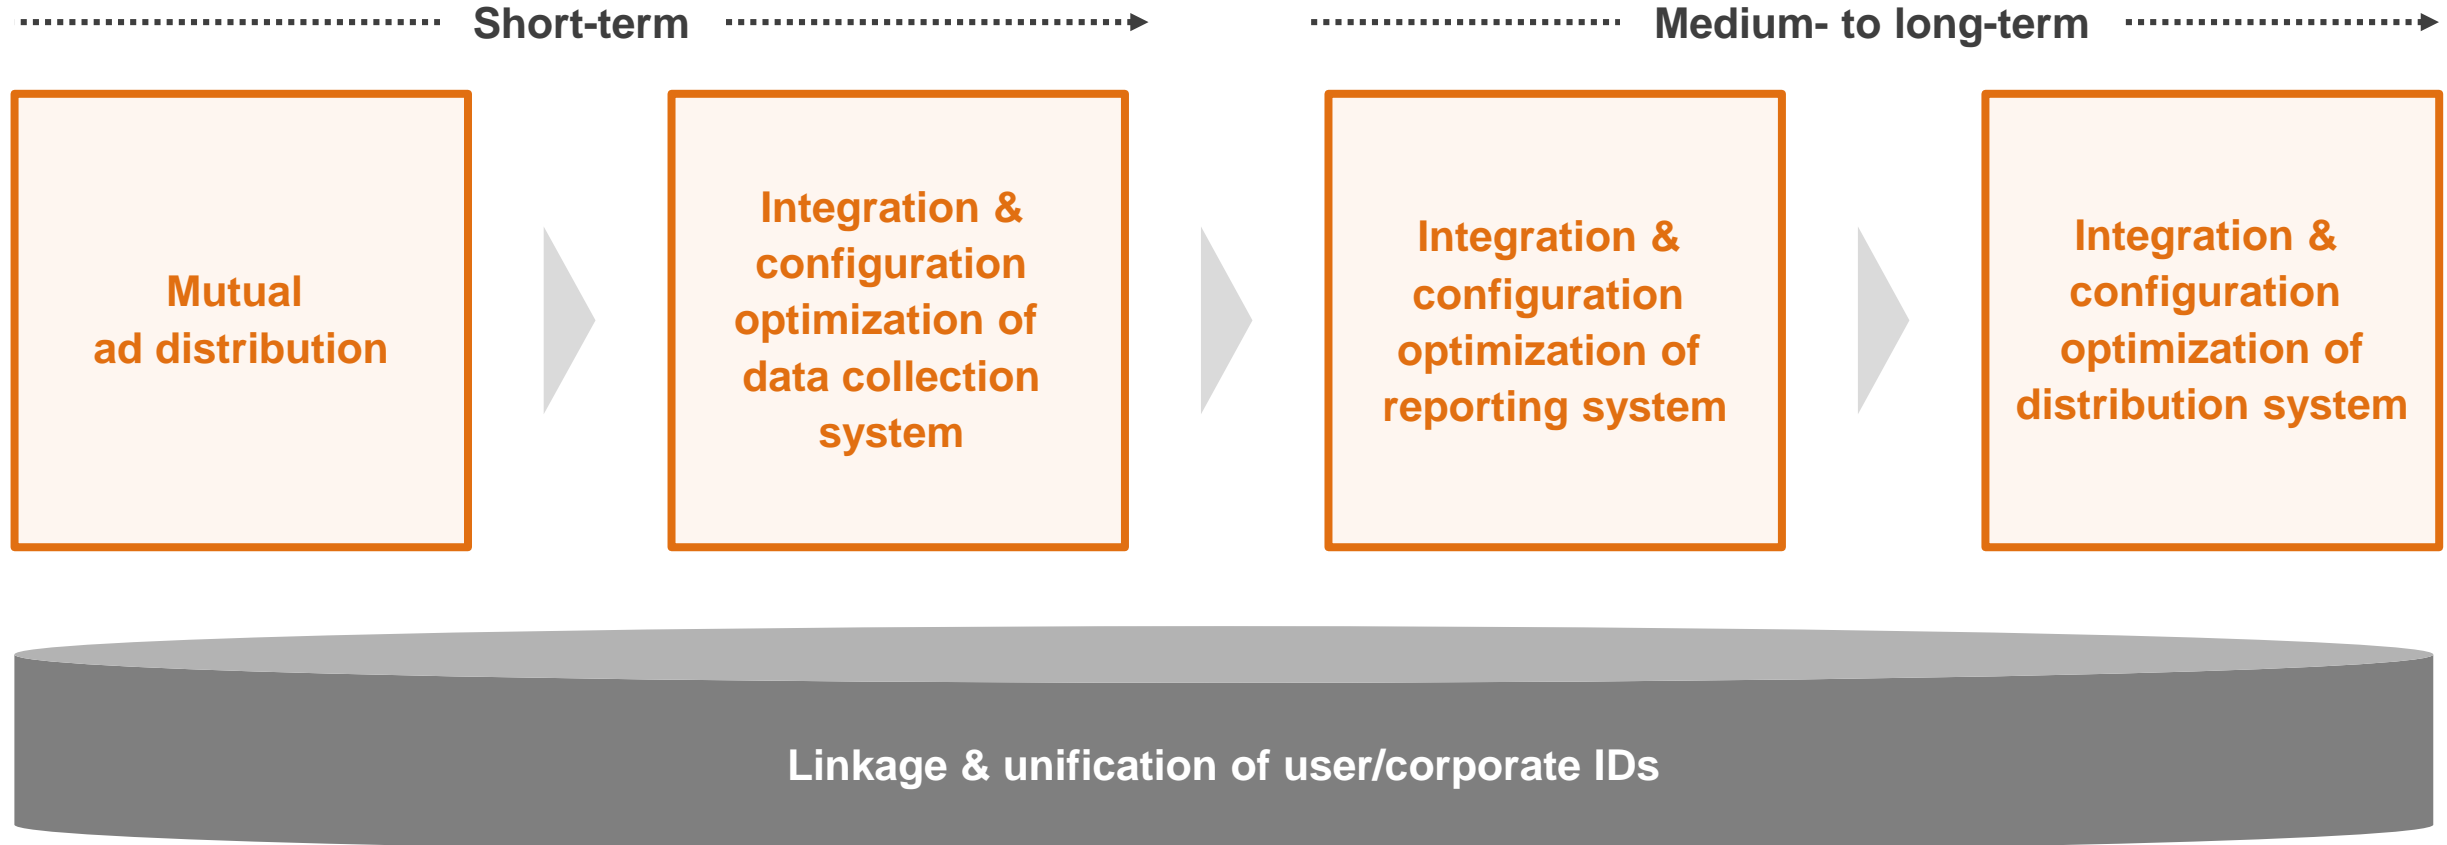 Short-term
Medium- to long-term
Mutual
ad distribution
Integration &
configuration
optimization of
data collection
system
Integration &
configuration
optimization of
reporting system
Integration &
configuration
optimization of
distribution system
Linkage & unification of user/corporate IDs